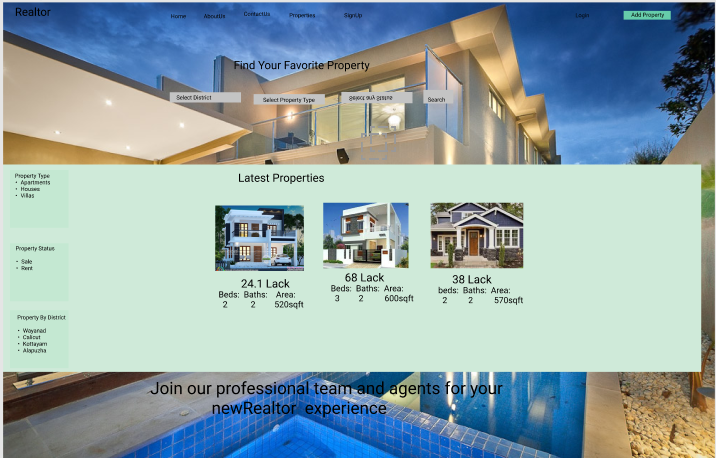 Realtor
Home AboutUs ContactUs Properties SignUp Login Add Property
Find Your Favorite Property
Select District Select Property Type Select the Extent Search
Latest Properties
Property Type
• Apartments
• Houses
• Villas
Property Status
• Sale
• Rent
Property By District
• Wayanad
• Calicut
• Kottayam
• Alapuzha
24.1 Lack
Beds: Baths: Area:
2 2 520sqft
68 Lack
Beds: Baths: Area:
3 2 600sqft
38 Lack
beds: Baths: Area:
2 2 570sqft
Join our professional team and agents for your
newRealtor experience